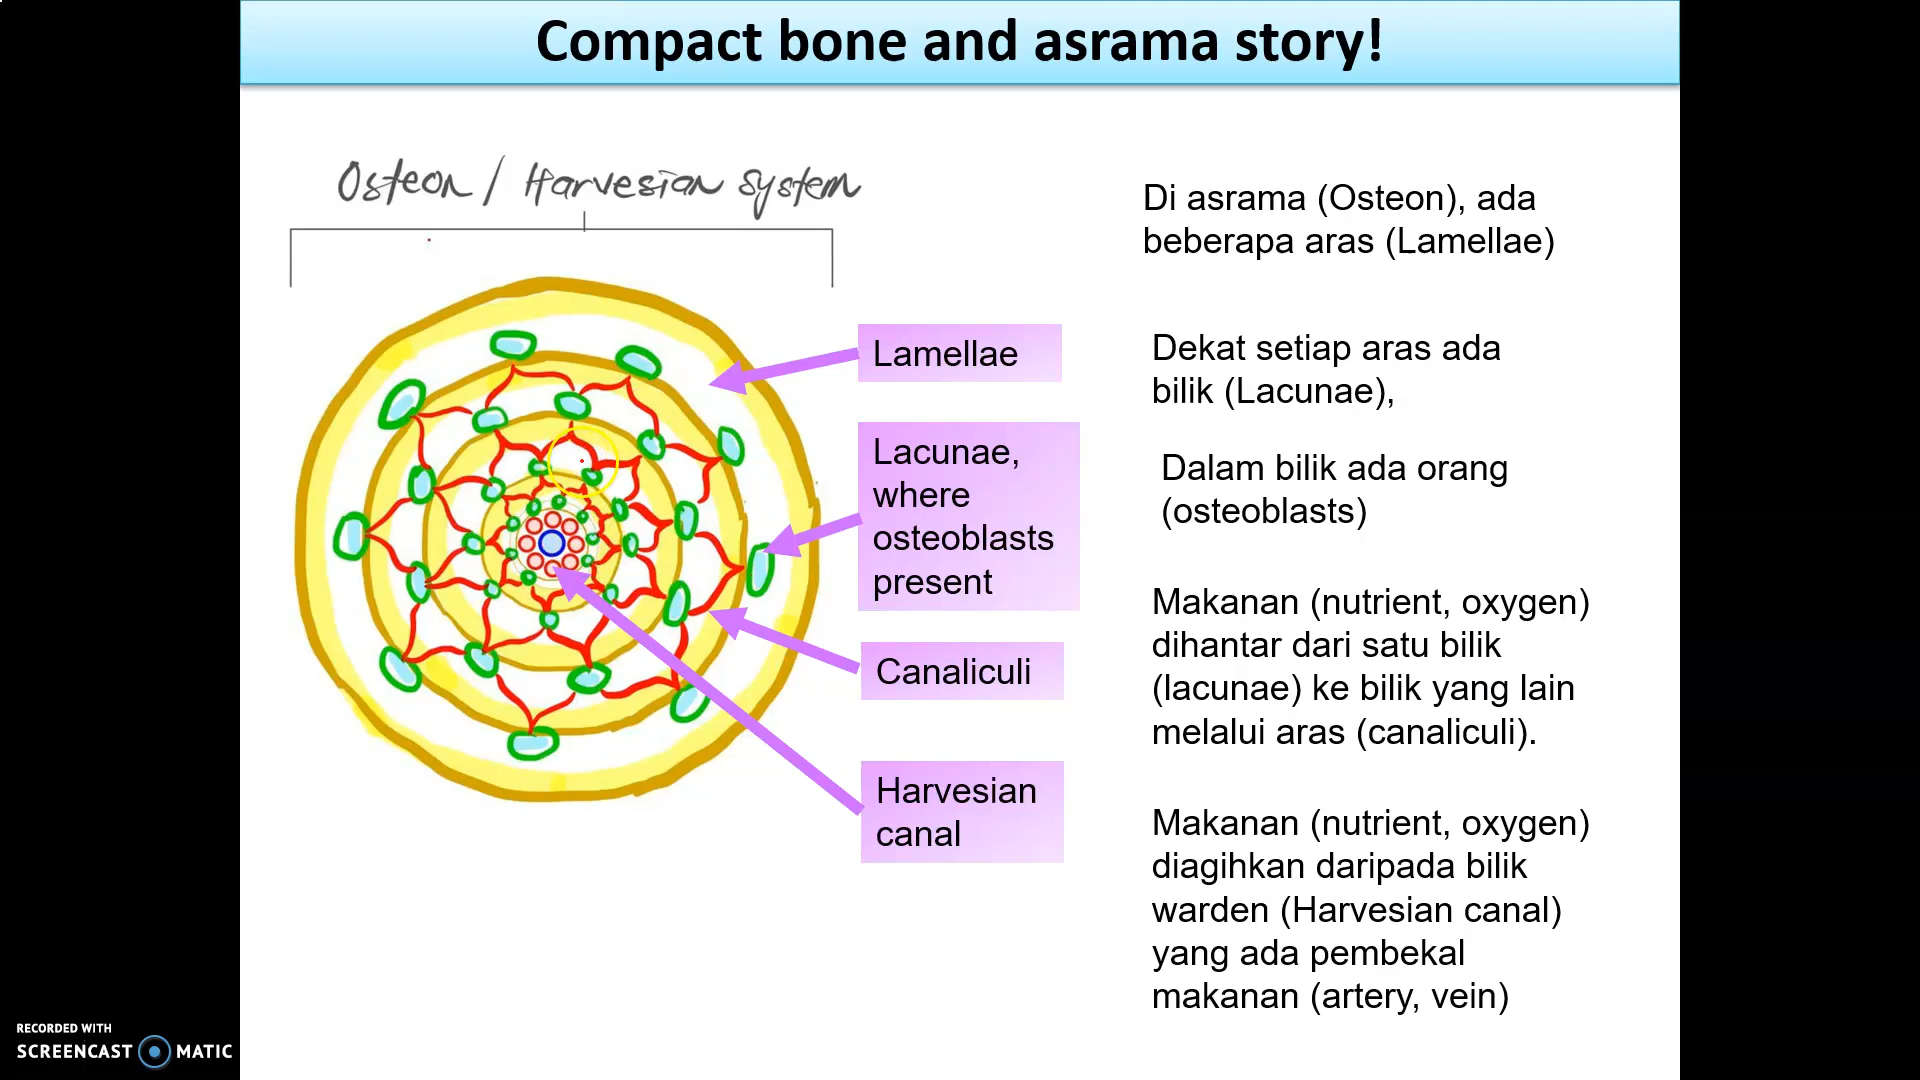 Compact bone and asrama story!
Osteon / Harvesian system
Lamellae
Lacunae,
where
osteoblasts
present
Canaliculi
Harvesian
canal
Di asrama (Osteon), ada
beberapa aras (Lamellae)
Dekat setiap aras ada
bilik (Lacunae),
Dalam bilik ada orang
(osteoblasts)
Makanan (nutrient, oxygen)
dihantar dari satu bilik
(lacunae) ke bilik yang lain
melalui aras (canaliculi).
Makanan (nutrient, oxygen)
diagihkan daripada bilik
warden (Harvesian canal)
yang ada pembekal
makanan (artery, vein)
RECORDED WITH
SCREENCAST MATIC